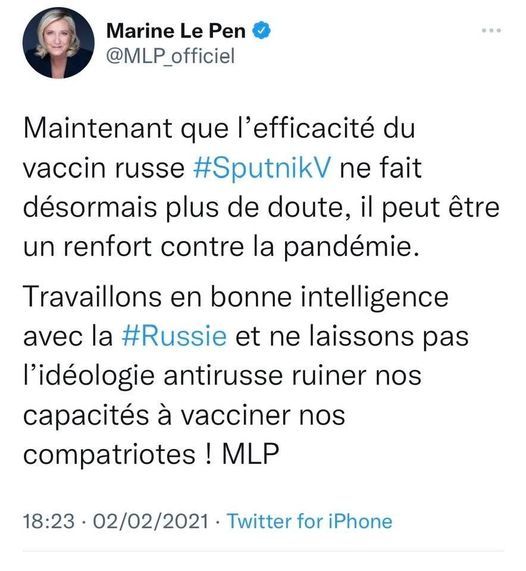 Marine Le Pen
@MLP_officiel
Maintenant que l’efficacité du
vaccin russe #SputnikV ne fait
désormais plus de doute, il peut être
un renfort contre la pandémie.
Travaillons en bonne intelligence
avec la #Russie et ne laissons pas
l’idéologie antirusse ruiner nos
capacités à vacciner nos
compatriotes ! MLP
18:23 · 02/02/2021 · Twitter for iPhone